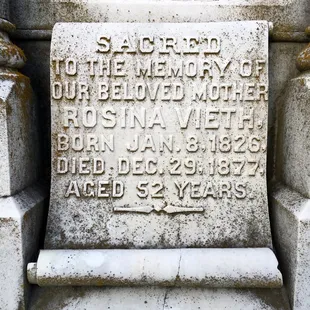 SACRED
TO THE MEMORY OF
OUR BELOVED MOTHER
ROSINA VIETH.
BORN JAN. 8. 1826.
DIED. DEC. 29. 1877.
AGED 52 YEARS.